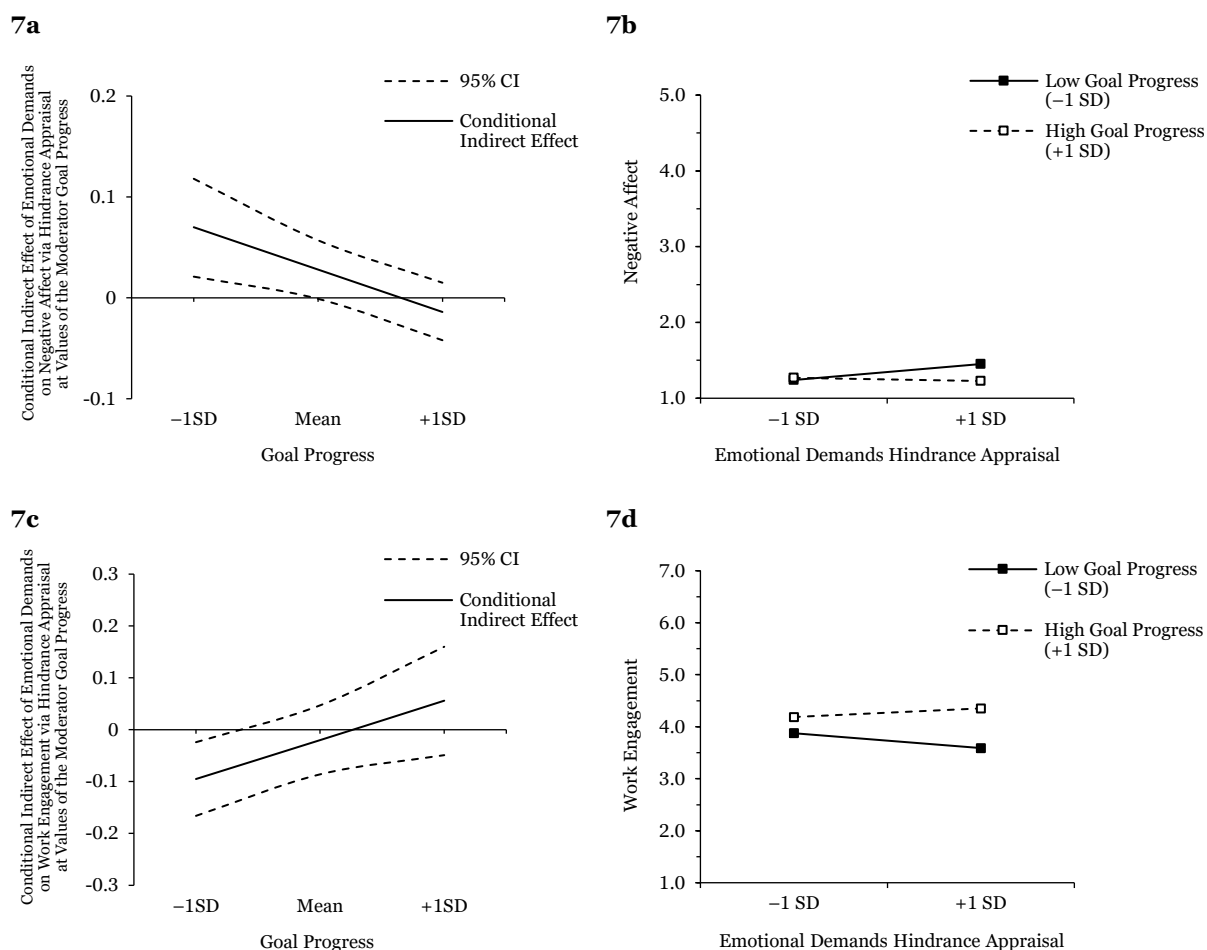 7a
Conditional Indirect Effect of Emotional Demands
on Negative Affect via Hindrance Appraisal
at Values of the Moderator Goal Progress
0.2
0.1
0
-0.1
95% CI
Conditional
Indirect Effect
−1SD Mean +1SD
Goal Progress
7b
Negative Affect
5.0
4.0
3.0
2.0
1.0
Low Goal Progress
(−1 SD)
High Goal Progress
(+1 SD)
−1 SD +1 SD
Emotional Demands Hindrance Appraisal
7c
Conditional Indirect Effect of Emotional Demands
on Work Engagement via Hindrance Appraisal
at Values of the Moderator Goal Progress
0.3
0.2
0.1
0
-0.1
-0.2
-0.3
95% CI
Conditional
Indirect Effect
−1SD Mean +1SD
Goal Progress
7d
Work Engagement
7.0
6.0
5.0
4.0
3.0
2.0
1.0
Low Goal Progress
(−1 SD)
High Goal Progress
(+1 SD)
−1 SD +1 SD
Emotional Demands Hindrance Appraisal